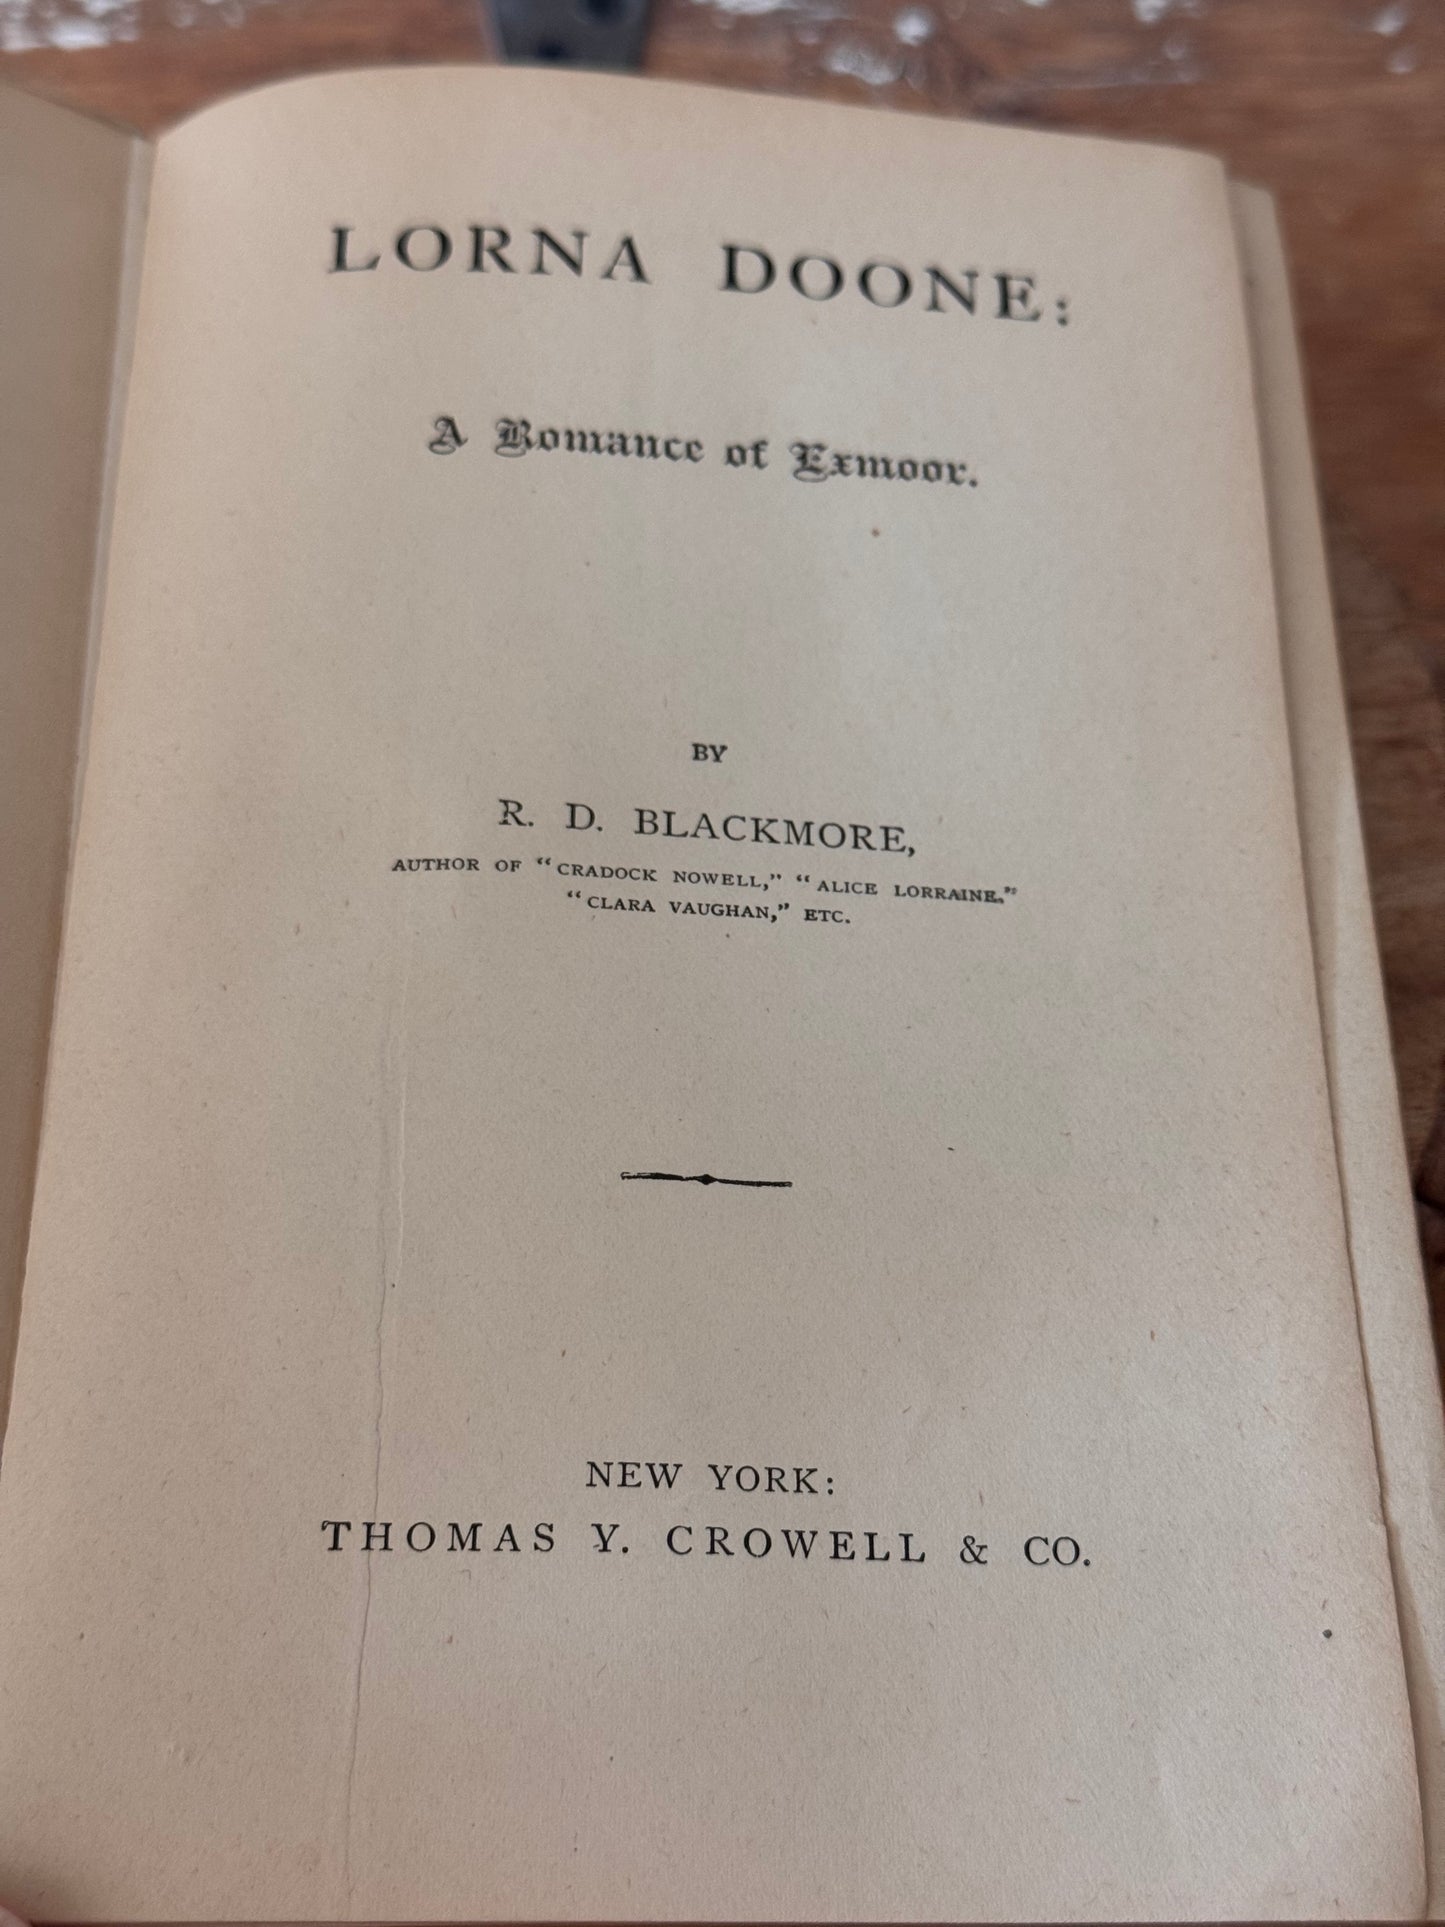 LORNA DOONE:
A Romance of Exmoor.
BY
R. D. BLACKMORE,
AUTHOR OF "CRADOCK NOWELL," "ALICE LORRAINE,"
"CLARA VAUGHAN," ETC.
NEW YORK:
THOMAS Y. CROWELL & CO.